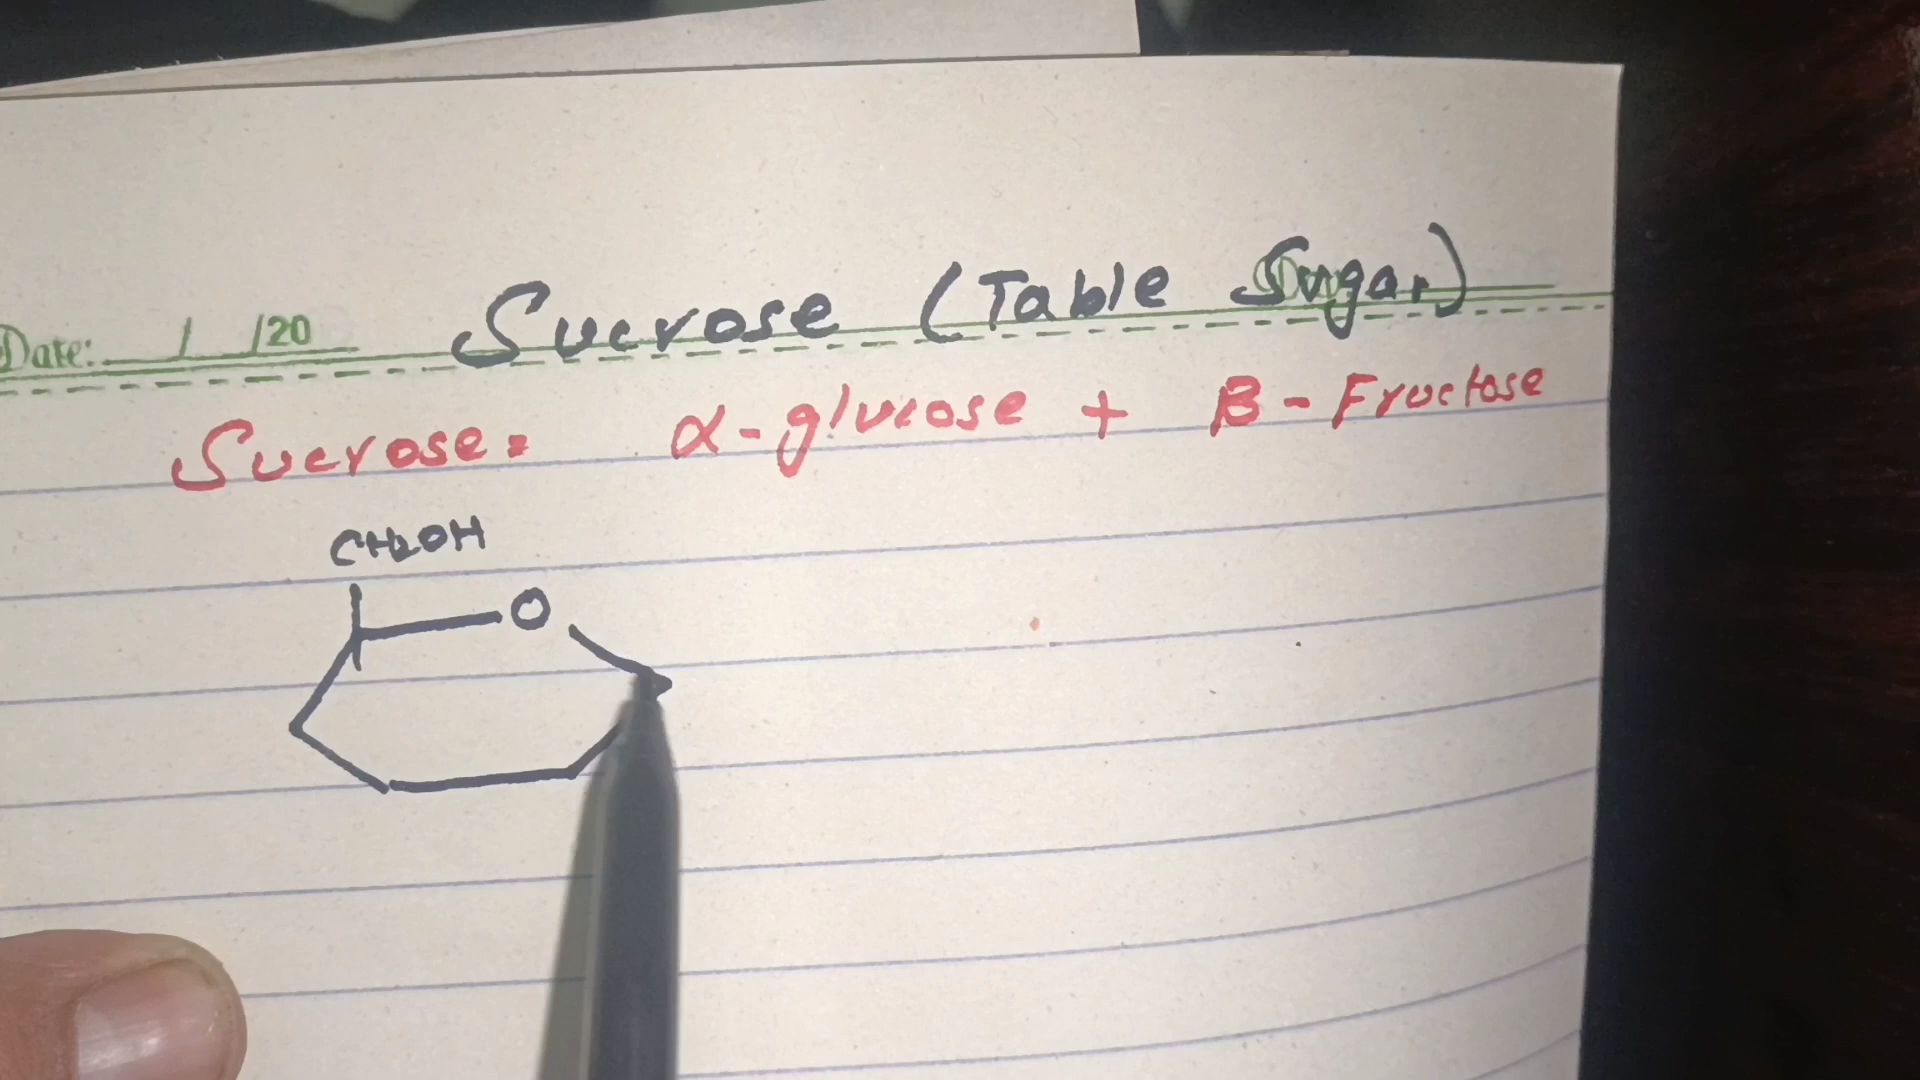 Sucrose (Table Sugar)
Date: / /20
Sucrose= α-glucose + β-Fructose
CH2OH
O